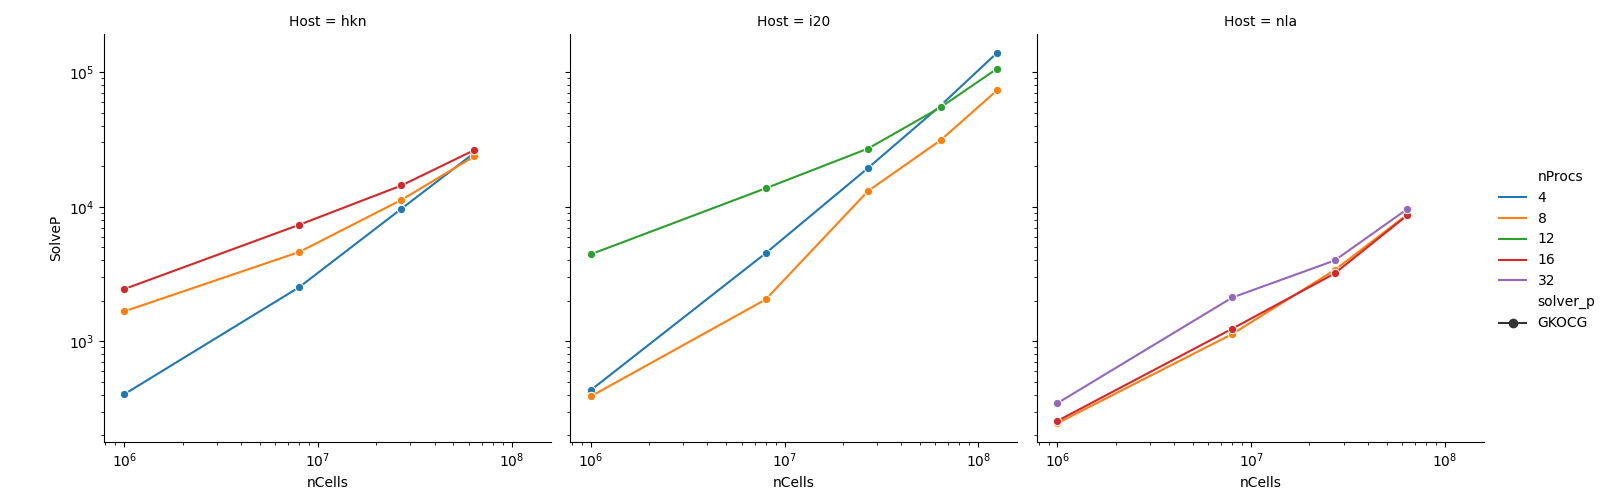 Host = hkn
Host = i20
Host = nla
SolveP
10^5
10^4
10^3
10^6
10^7
10^8
nCells
10^6
10^7
10^8
nCells
10^6
10^7
10^8
nCells
nProcs
4
8
12
16
32
solver_p
GKOCG